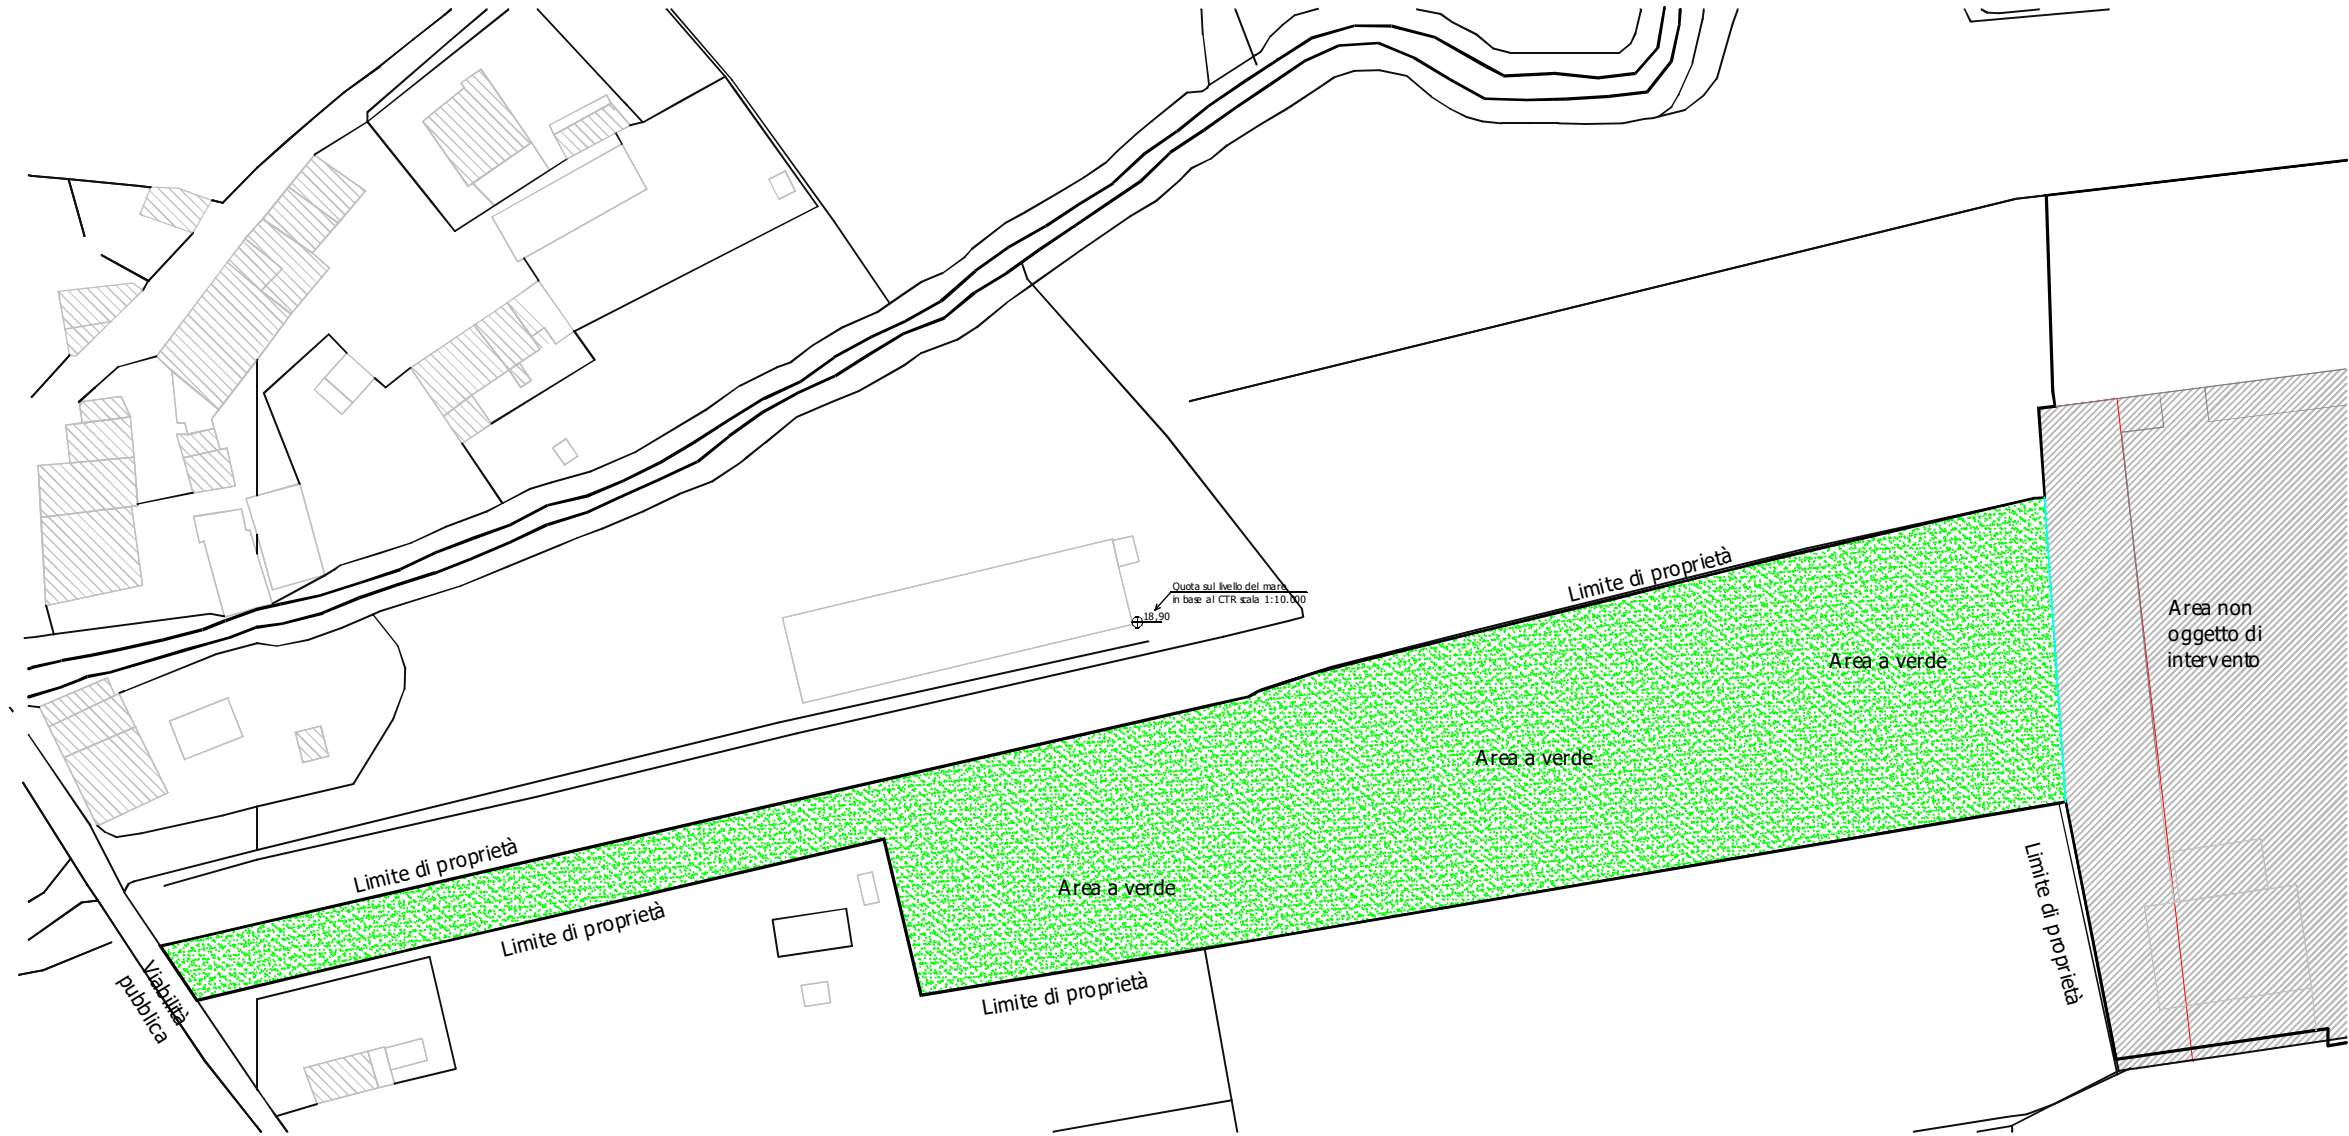 Limite di proprietà
Quota sul livello del mare
in base al CTR scala 1:10.000
18,90
Area non
oggetto di
intervento
Area a verde
Area a verde
Limite di proprietà
Area a verde
Limite di proprietà
Limite di proprietà
Limite di proprietà
Viabilità
pubblica